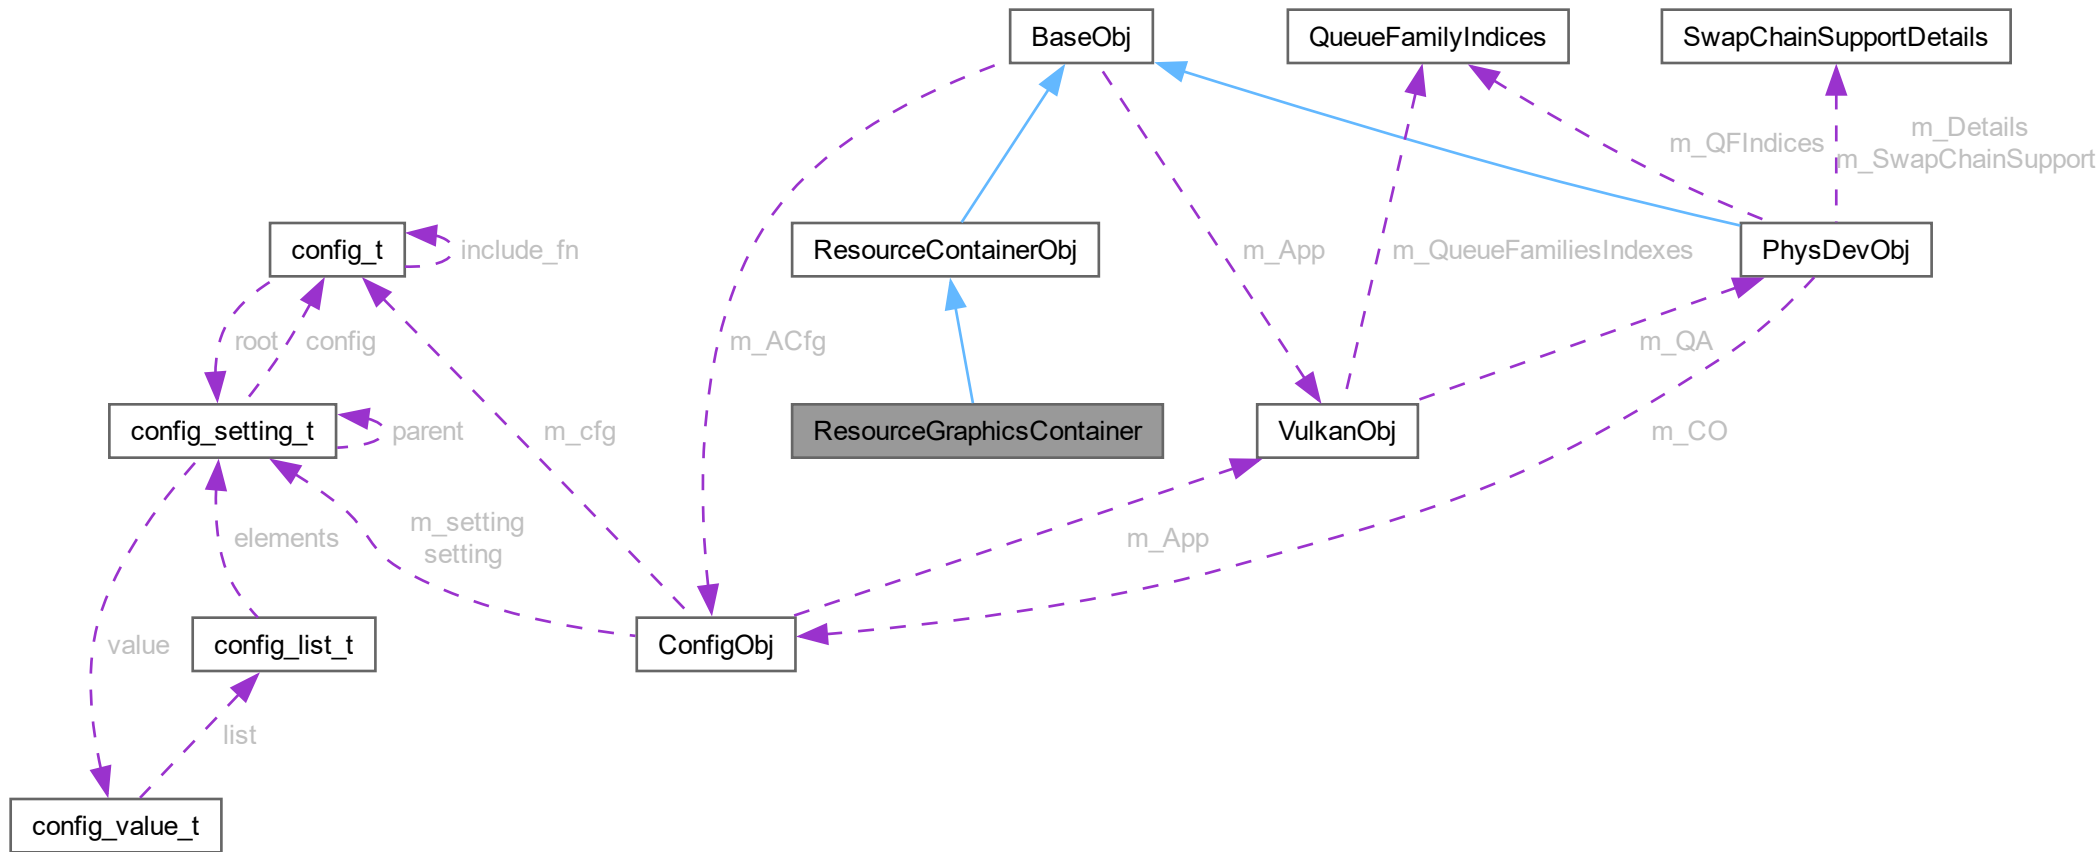 BaseObj
QueueFamilyIndices
SwapChainSupportDetails
m_Details
m_QFIndices
m_SwapChainSupport
config_t
include_fn
ResourceContainerObj
m_App
m_QueueFamiliesIndexes
PhysDevObj
root
config
m_ACfg
m_QA
config_setting_t
parent
m_cfg
ResourceGraphicsContainer
VulkanObj
m_CO
m_setting
setting
elements
m_App
value
config_list_t
ConfigObj
list
config_value_t